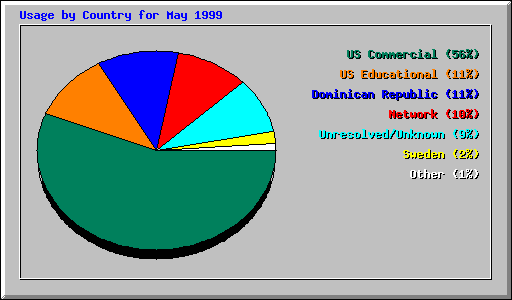 Usage by Country for May 1999
US Commercial (56%)
US Educational (11%)
Dominican Republic (11%)
Network (10%)
Unresolved/Unknown (9%)
Sweden (2%)
Other (1%)